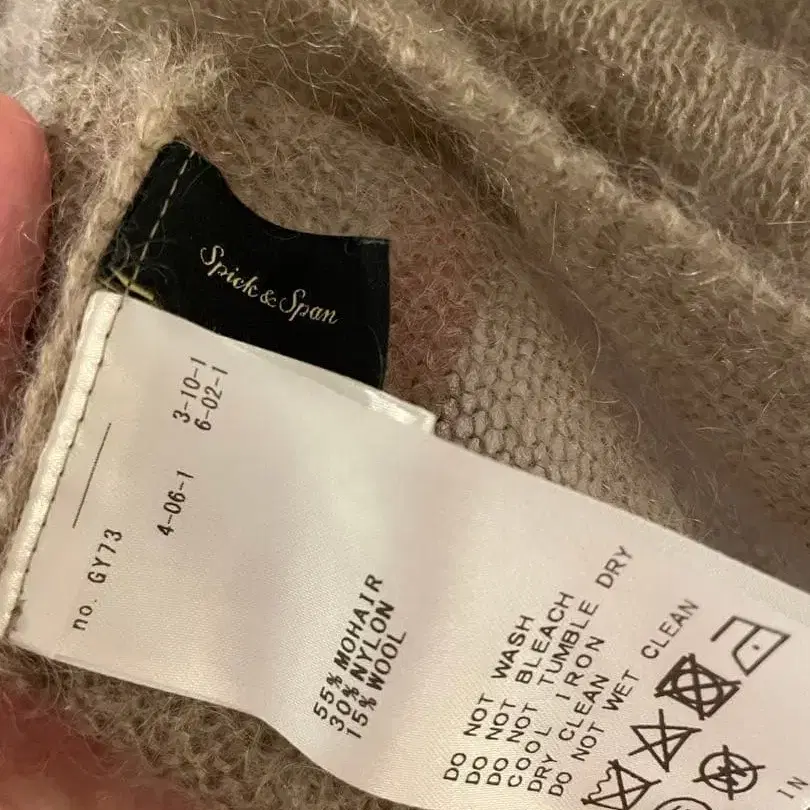 Spick & Span
3-10-1
6-02-1
4-06-1
no. GY73
55% MOHAIR
30% NYLON
15% WOOL
DO NOT WASH
DO NOT BLEACH
DO NOT TUMBLE DRY
COOL IRON
DRY CLEAN
DO NOT WET CLEAN
IN